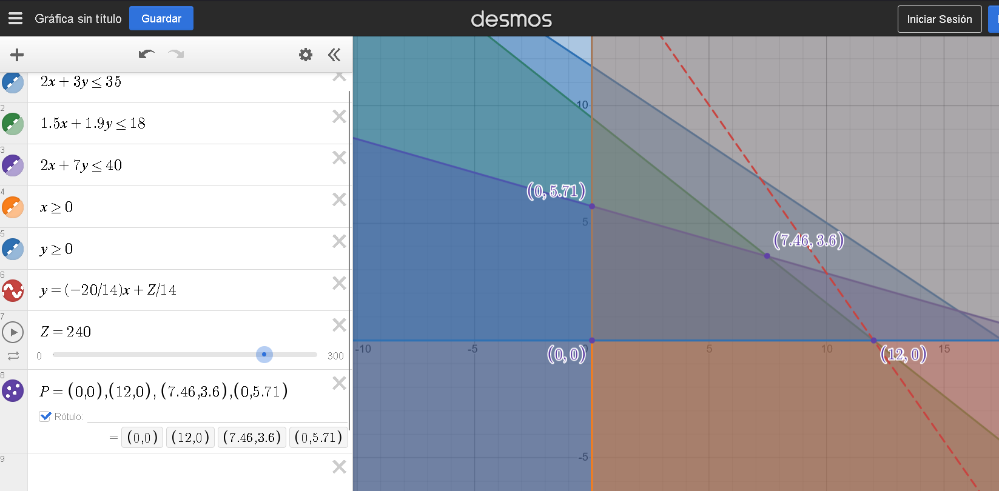 Gráfica sin título Guardar desmos Iniciar Sesión
2x + 3y ≤ 35
2
1.5x + 1.9y ≤ 18
3
2x + 7y ≤ 40
4
x ≥ 0
5
y ≥ 0
6
y = (−20/14)x + Z/14
7
Z = 240
0 300
8
P = (0,0),(12,0), (7.46,3.6),(0,5.71)
Rótulo:
= (0,0) (12,0) (7.46,3.6) (0,5.71)
9
10
(0, 5.71)
5
(7.46, 3.6)
-10 -5 0 5 10 15
(0, 0) (12, 0)
-5